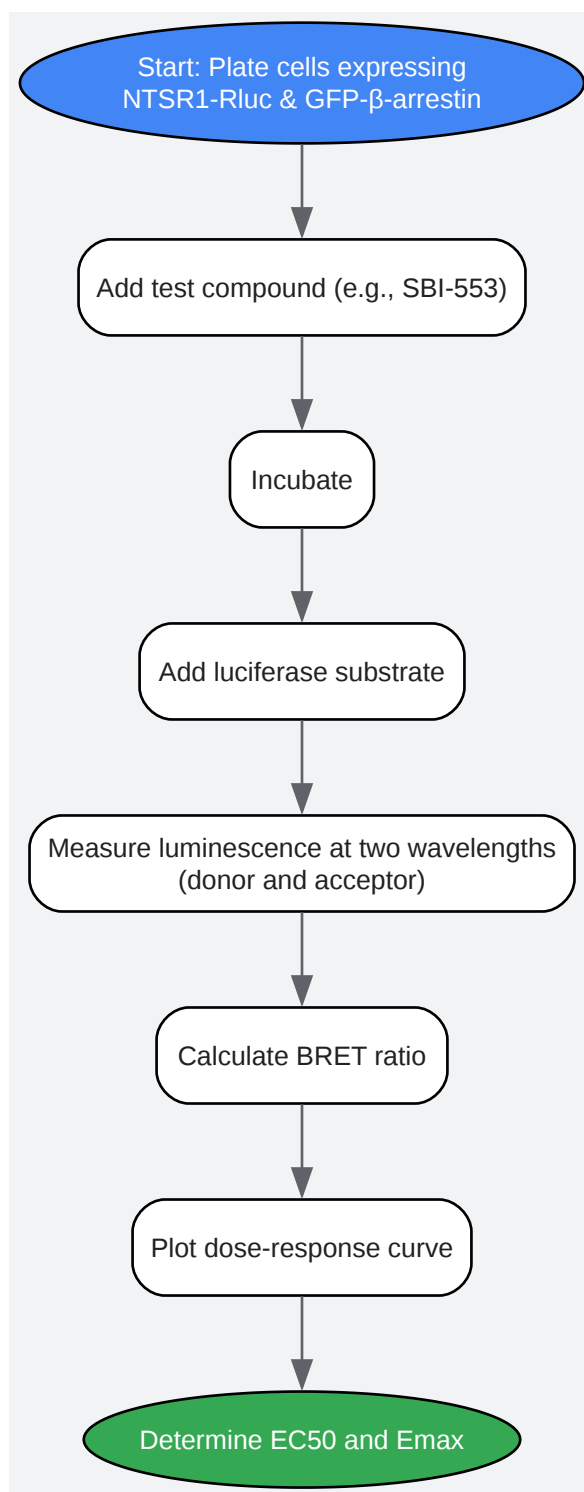 Start: Plate cells expressing
NTSR1-Rluc & GFP-β-arrestin
Add test compound (e.g., SBI-553)
Incubate
Add luciferase substrate
Measure luminescence at two wavelengths
(donor and acceptor)
Calculate BRET ratio
Plot dose-response curve
Determine EC50 and Emax